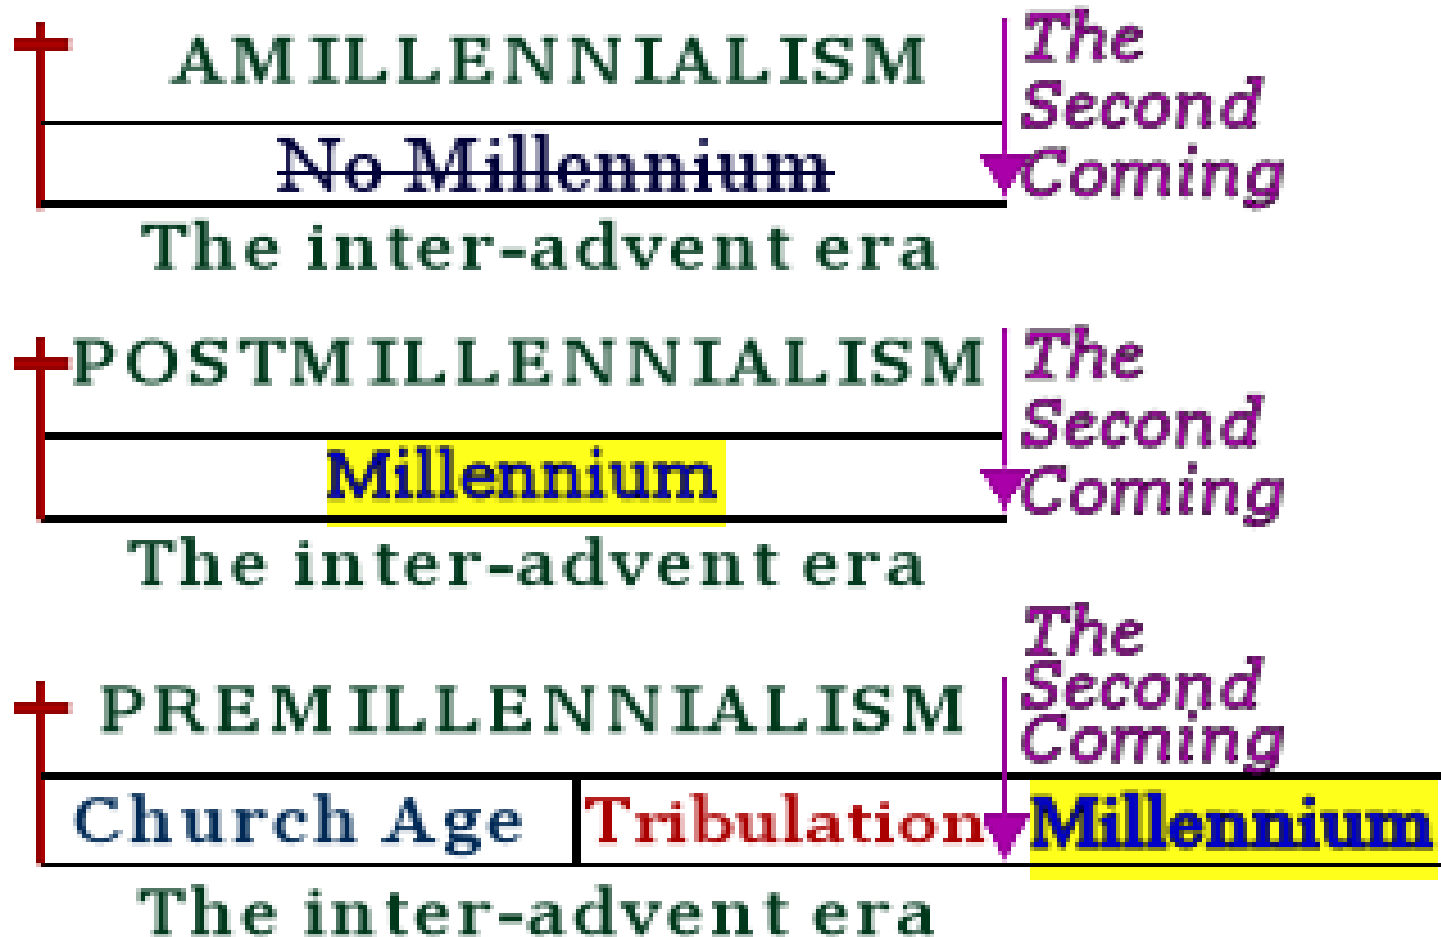 AMILLENNIALISM
The
Second
Coming
No Millennium
The inter-advent era
POSTMILLENNIALISM
The
Second
Coming
Millennium
The inter-advent era
The
Second
Coming
PREMILLENNIALISM
Church Age Tribulation Millennium
The inter-advent era